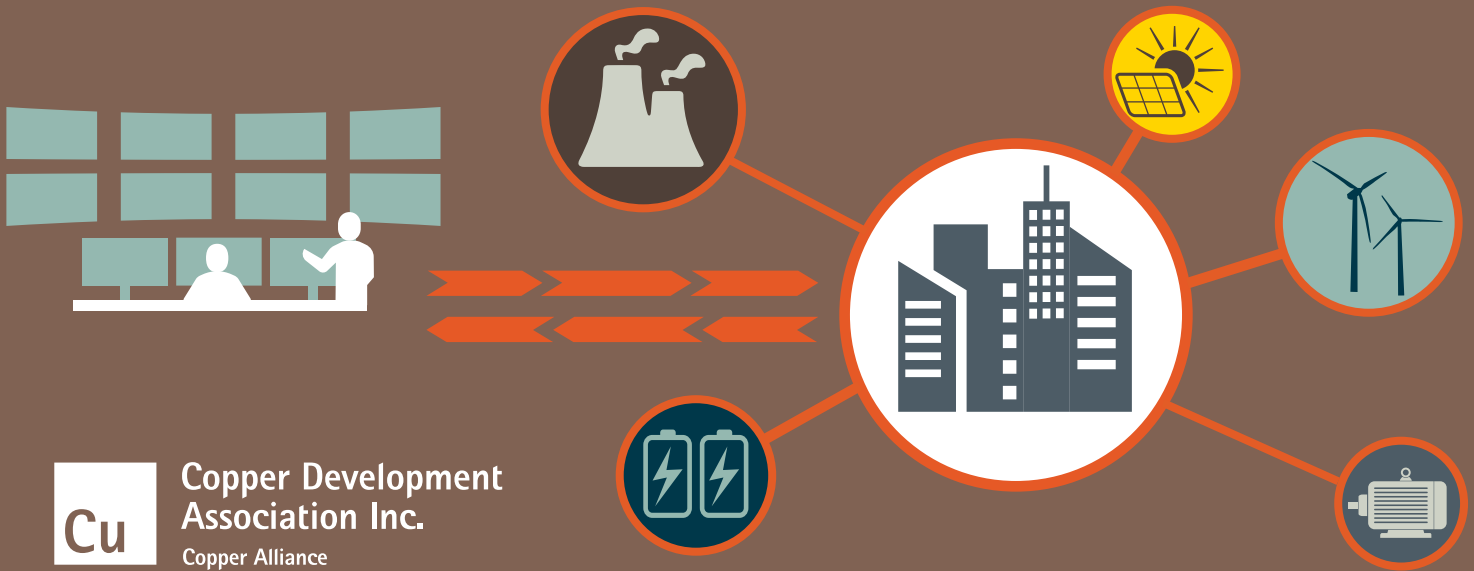 Cu
Copper Development
Association Inc.
Copper Alliance